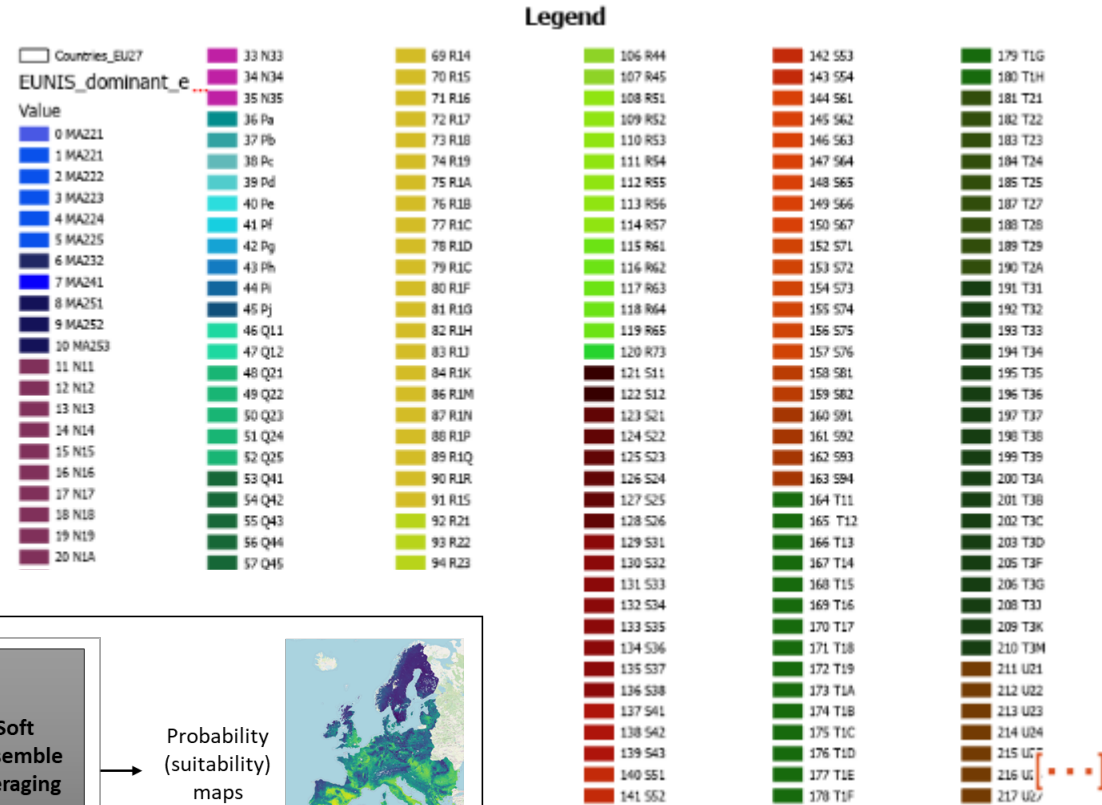 Legend
Countries_EU27
EUNIS_dominant_e
Value
0 MA221
1 MA221
2 MA222
3 MA223
4 MA224
5 MA225
6 MA232
7 MA241
8 MA251
9 MA252
10 MA253
11 N11
12 N12
13 N13
14 N14
15 N15
16 N16
17 N17
18 N18
19 N19
20 N1A
33 N33
34 N34
35 N35
36 Pa
37 Pb
38 Pc
39 Pd
40 Pe
41 Pf
42 Pg
43 Ph
44 Pi
45 Pj
46 Q11
47 Q12
48 Q21
49 Q22
50 Q23
51 Q24
52 Q25
53 Q41
54 Q42
55 Q43
56 Q44
57 Q45
69 R14
70 R15
71 R16
72 R17
73 R18
74 R19
75 R1A
76 R1B
77 R1C
78 R1D
79 R1C
80 R1F
81 R1G
82 R1H
83 R1J
84 R1K
86 R1M
87 R1N
88 R1P
89 R1Q
90 R1R
91 R1S
92 R21
93 R22
94 R23
106 R44
107 R45
108 R51
109 R52
110 R53
111 R54
112 R55
113 R56
114 R57
115 R61
116 R62
117 R63
118 R64
119 R65
120 R73
121 S11
122 S12
123 S21
124 S22
125 S23
126 S24
127 S25
128 S26
129 S31
130 S32
131 S33
132 S34
133 S35
134 S36
135 S37
136 S38
137 S41
138 S42
139 S43
140 S51
141 S52
142 S53
143 S54
144 S61
145 S62
146 S63
147 S64
148 S65
149 S66
150 S67
152 S71
153 S72
154 S73
155 S74
156 S75
157 S76
158 S81
159 S82
160 S91
161 S92
162 S93
163 S94
164 T11
165 T12
166 T13
167 T14
168 T15
169 T16
170 T17
171 T18
172 T19
173 T1A
174 T1B
175 T1C
176 T1D
177 T1E
178 T1F
179 T1G
180 T1H
181 T21
182 T22
183 T23
184 T24
185 T25
187 T27
188 T28
189 T29
190 T2A
191 T31
192 T32
193 T33
194 T34
195 T35
196 T36
197 T37
198 T38
199 T39
200 T3A
201 T3B
202 T3C
203 T3D
205 T3F
206 T3G
208 T3J
209 T3K
210 T3M
211 U21
212 U22
213 U23
214 U24
215
216
217 U27
[...]
Soft
semble
eraging
Probability
(suitability)
maps